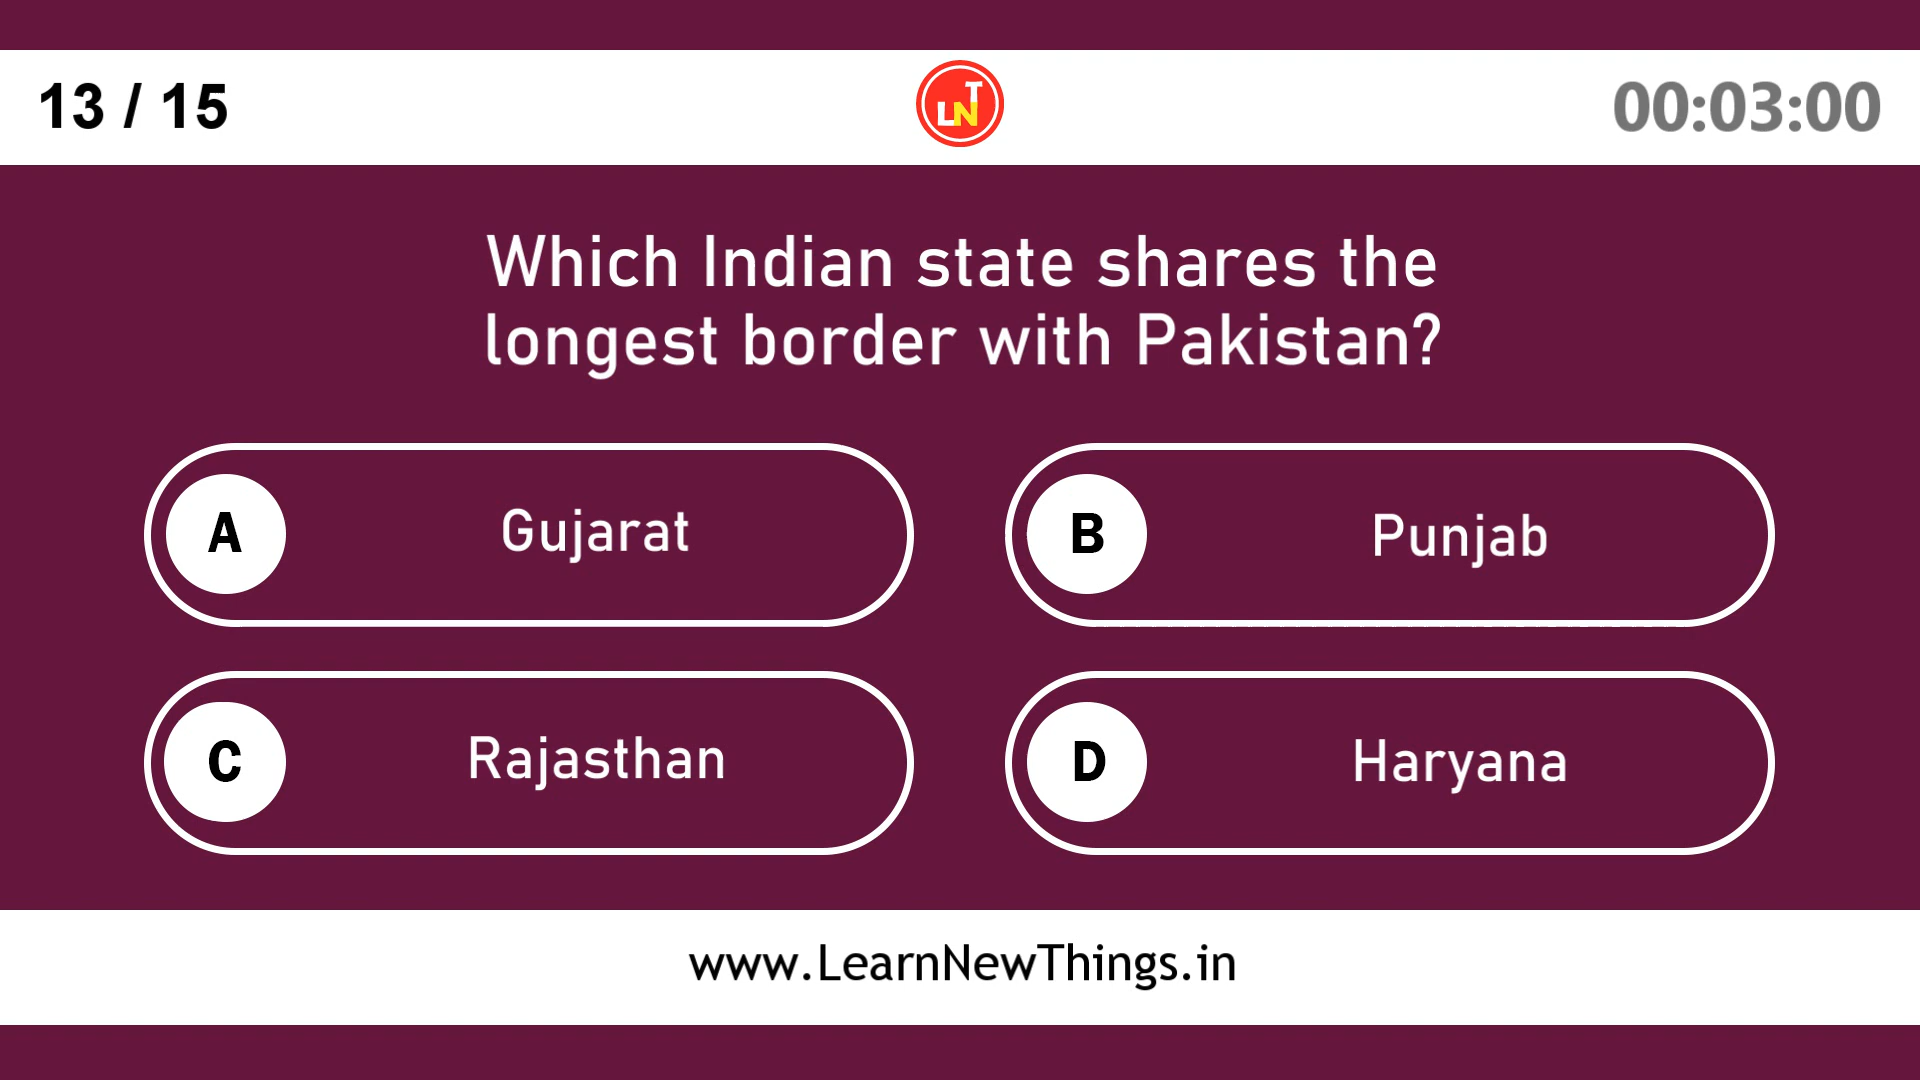 13 / 15
LNT
00:03:00
Which Indian state shares the
longest border with Pakistan?
A Gujarat
B Punjab
C Rajasthan
D Haryana
www.LearnNewThings.in